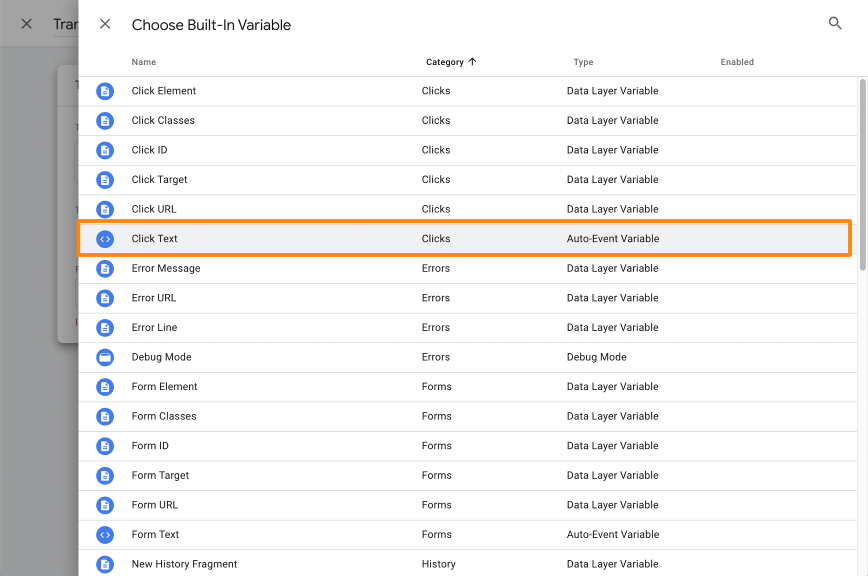 Tran
Choose Built-In Variable
Name Category Type Enabled
Click Element Clicks Data Layer Variable
Click Classes Clicks Data Layer Variable
Click ID Clicks Data Layer Variable
Click Target Clicks Data Layer Variable
Click URL Clicks Data Layer Variable
Click Text Clicks Auto-Event Variable
Error Message Errors Data Layer Variable
Error URL Errors Data Layer Variable
Error Line Errors Data Layer Variable
Debug Mode Errors Debug Mode
Form Element Forms Data Layer Variable
Form Classes Forms Data Layer Variable
Form ID Forms Data Layer Variable
Form Target Forms Data Layer Variable
Form URL Forms Data Layer Variable
Form Text Forms Auto-Event Variable
New History Fragment History Data Layer Variable